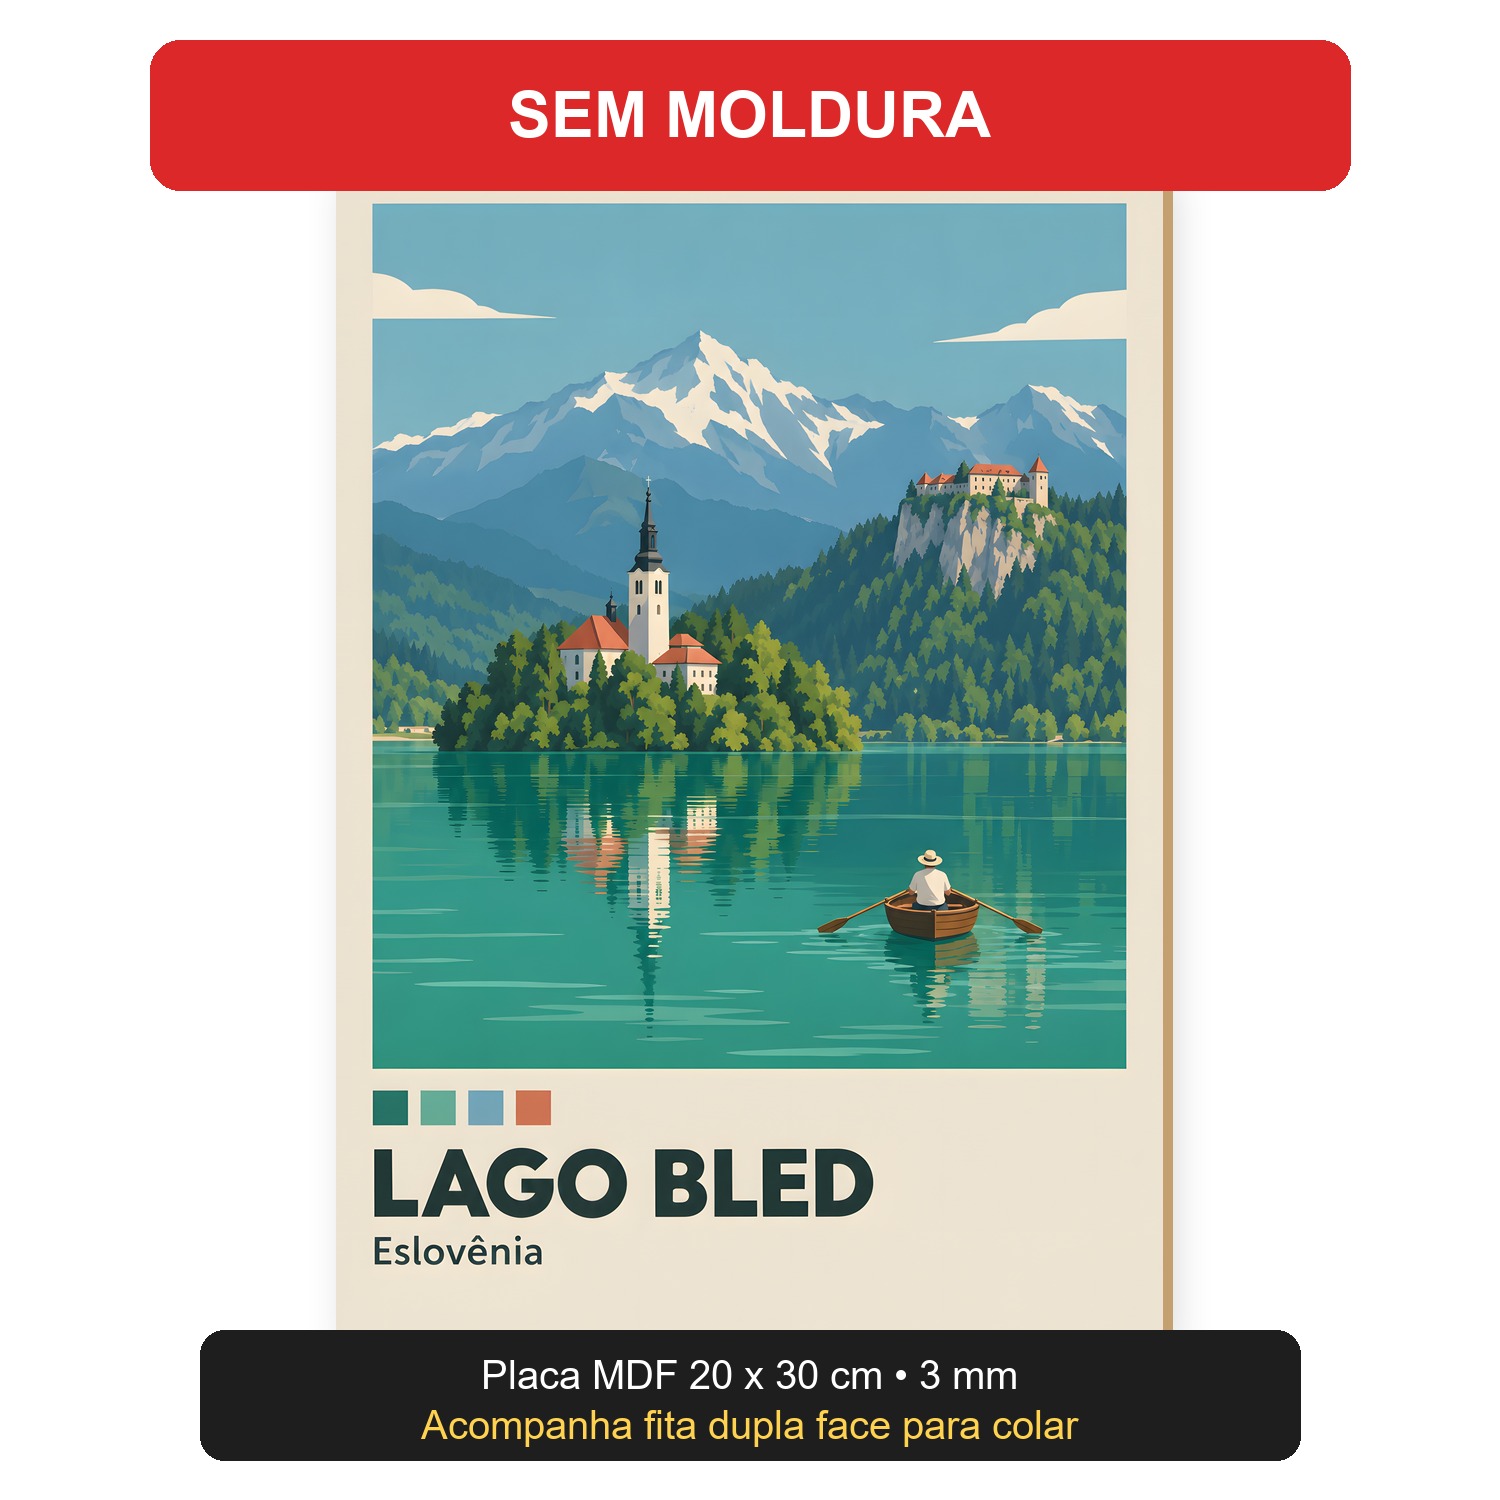 SEM MOLDURA
LAGO BLED
Eslovênia
Placa MDF 20 x 30 cm • 3 mm
Acompanha fita dupla face para colar